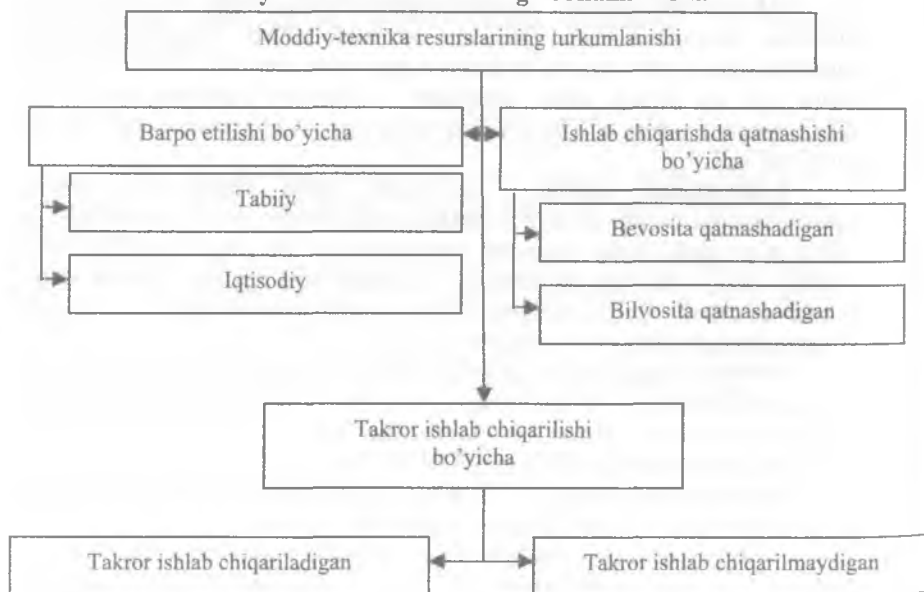 Moddiy-texnika resurslarining turkumlanishi
Barpo etilishi bo’yicha
Ishlab chiqarishda qatnashishi
bo’yicha
Tabiiy
Bevosita qatnashadigan
Iqtisodiy
Bilvosita qatnashadigan
Takror ishlab chiqarilishi
bo’yicha
Takror ishlab chiqariladigan
Takror ishlab chiqarilmaydigan